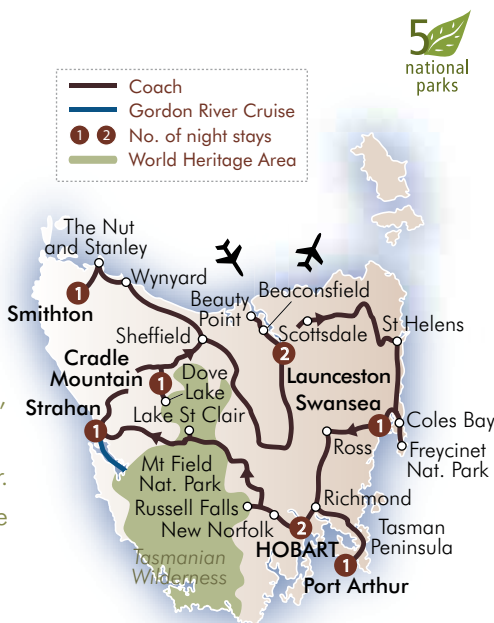 5
national
parks
Coach
Gordon River Cruise
1 2 No. of night stays
World Heritage Area
The Nut
and Stanley
Wynyard
1
Smithton
Beauty
Point
Beaconsfield
Scottsdale
St Helens
Sheffield
2
Launceston
Cradle
Mountain
1
Dove
Lake
Swansea
1
Coles Bay
Strahan
1
Lake St Clair
Ross
Freycinet
Nat. Park
,
r.
e
Mt Field
Nat. Park
Russell Falls
New Norfolk
Richmond
2
HOBART
Tasman
Peninsula
Tasmanian
Wilderness
1
Port Arthur